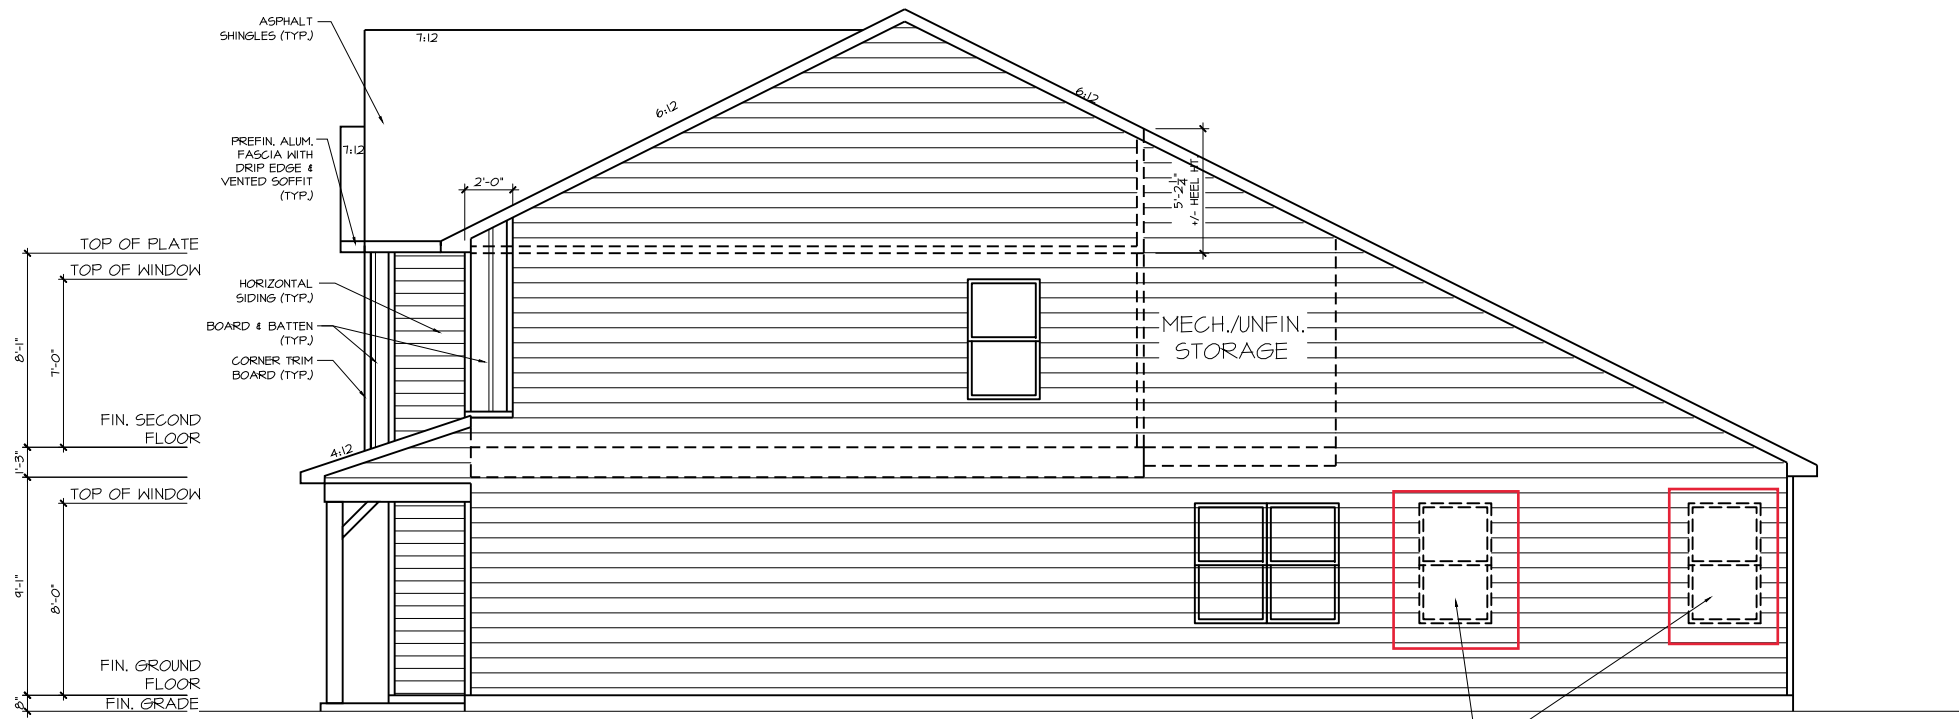 ASPHALT
SHINGLES (TYP.)
7:12
6:12
6:12
PREFIN. ALUM.
FASCIA WITH
DRIP EDGE &
VENTED SOFFIT
(TYP.)
7:12
2'-0"
5'-2 1/4"
+/- HEEL HT.
TOP OF PLATE
TOP OF WINDOW
HORIZONTAL
SIDING (TYP.)
BOARD & BATTEN
(TYP.)
CORNER TRIM
BOARD (TYP.)
MECH./UNFIN.
STORAGE
8'-1"
7'-0"
FIN. SECOND
FLOOR
4:12
1'-3"
TOP OF WINDOW
9'-1"
8'-0"
FIN. GROUND
FLOOR
FIN. GRADE
8"